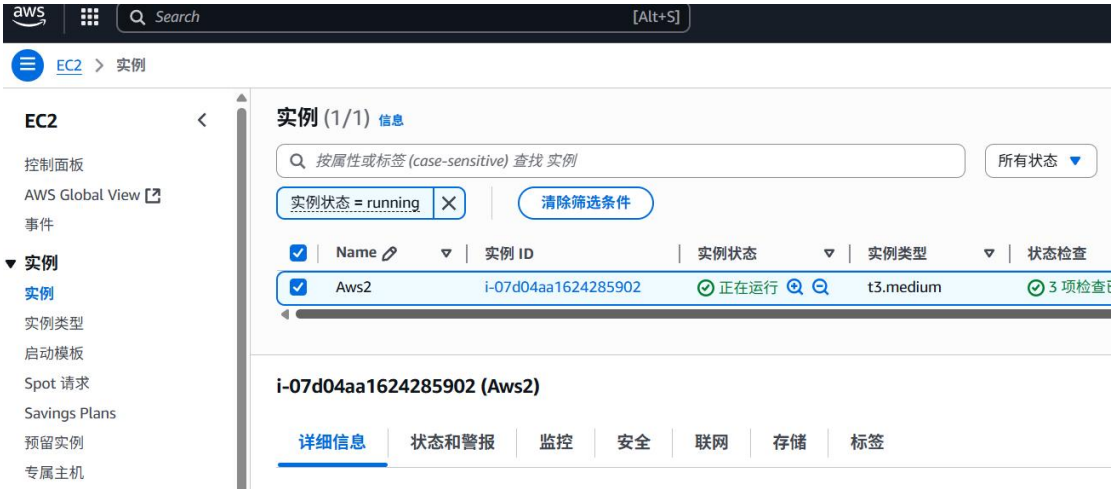 aws
Search [Alt+S]
EC2 > 实例
EC2
控制面板
AWS Global View
事件
实例
实例
实例类型
启动模板
Spot 请求
Savings Plans
预留实例
专属主机
实例 (1/1) 信息
按属性或标签 (case-sensitive) 查找 实例
所有状态
实例状态 = running
清除筛选条件
Name 实例 ID 实例状态 实例类型 状态检查
Aws2 i-07d04aa1624285902 正在运行 t3.medium 3 项检查已
i-07d04aa1624285902 (Aws2)
详细信息 状态和警报 监控 安全 联网 存储 标签